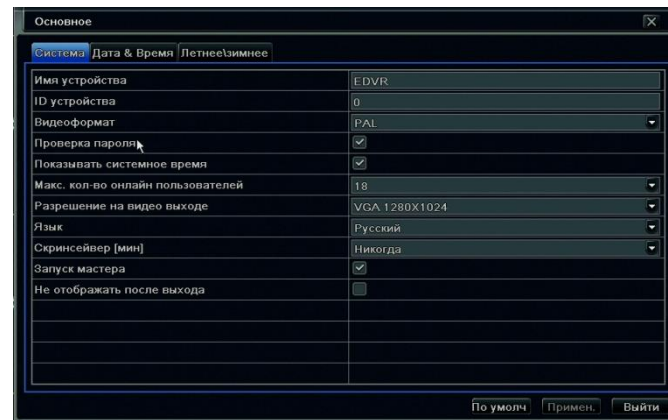 Основное
Система Дата & Время Летнее\зимнее
Имя устройства EDVR
ID устройства 0
Видеоформат PAL
Проверка пароля
Показывать системное время
Макс. кол-во онлайн пользователей 18
Разрешение на видео выходе VGA 1280X1024
Язык Русский
Скринсейвер [мин] Никогда
Запуск мастера
Не отображать после выхода
По умолч Примен. Выйти